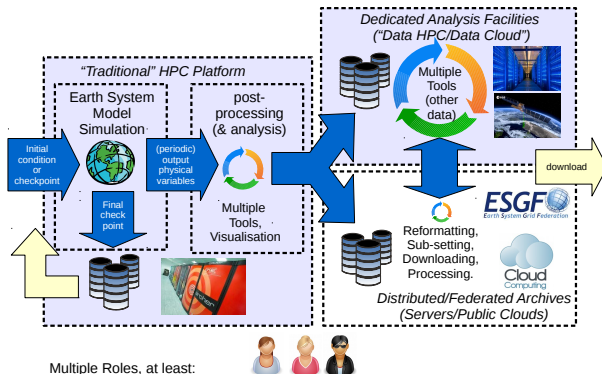 Dedicated Analysis Facilities
(“Data HPC/Data Cloud”)
“Traditional” HPC Platform
Earth System
Model
Simulation
post-
processing
(& analysis)
Multiple
Tools
(other
data)
Initial
condition
or
checkpoint
(periodic)
output
physical
variables
download
Final
check
point
Multiple
Tools,
Visualisation
ESGF
Earth System Grid Federation
Reformatting,
Sub-setting,
Downloading,
Processing.
Cloud
Computing
archer
Distributed/Federated Archives
(Servers/Public Clouds)
Multiple Roles, at least: